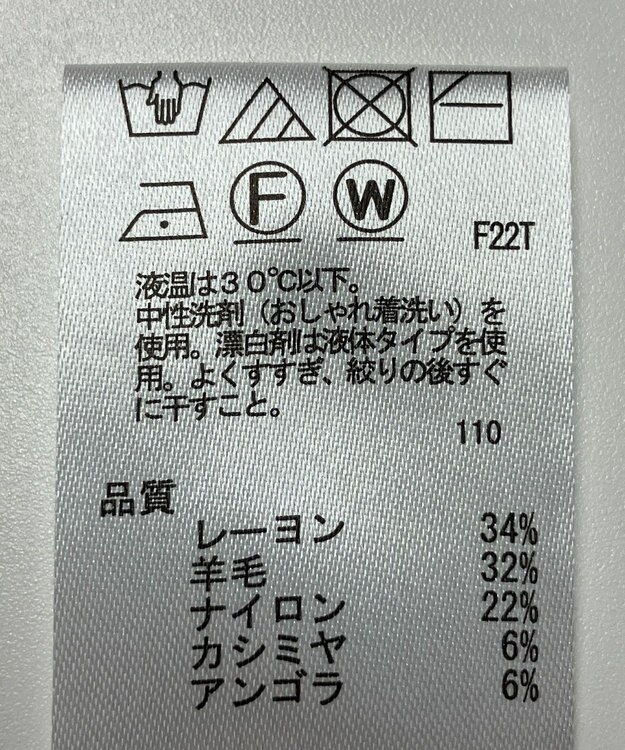 F
W
F22T
液温は30℃以下。
中性洗剤（おしゃれ着洗い）を
使用。漂白剤は液体タイプを使
用。よくすすぎ、絞りの後すぐ
に干すこと。
110
品質
レーヨン 34%
羊毛 32%
ナイロン 22%
カシミヤ 6%
アンゴラ 6%